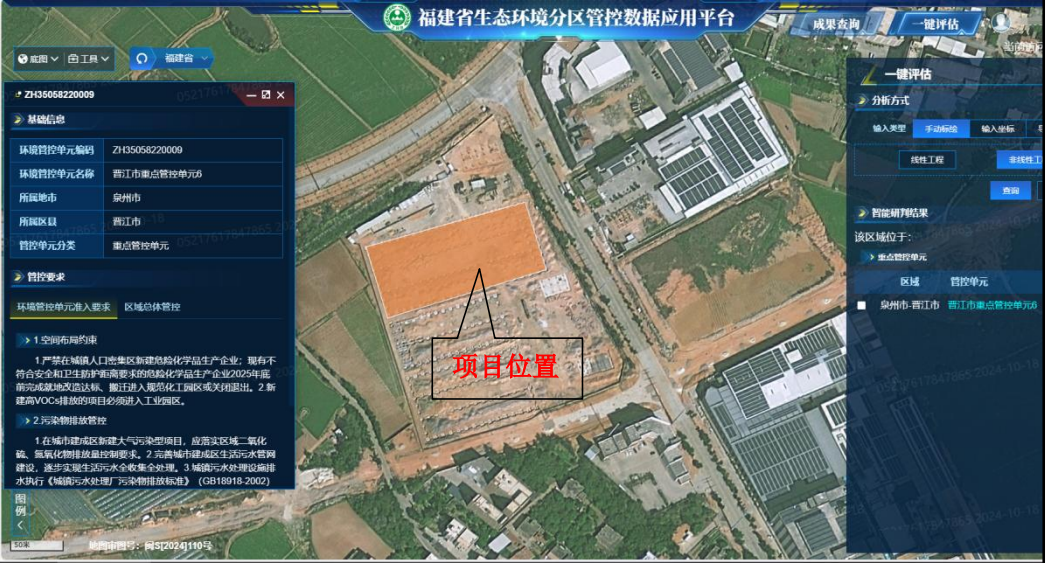 福建省生态环境分区管控数据应用平台
成果查询
一键评估
底图
工具
福建省
ZH35058220009
基础信息
环境管控单元编码 ZH35058220009
环境管控单元名称 晋江市重点管控单元6
所属地市 泉州市
所属区县 晋江市
管控单元分类 重点管控单元
管控要求
环境管控单元准入要求 区域总体管控
1.空间布局约束
1.严禁在城镇人口密集区新建危险化学品生产企业；现有不
符合安全和卫生防护距离要求的危险化学品生产企业2025年底
前完成就地改造达标、搬迁进入规范化工园区或关闭退出。2.新
建高VOCs排放的项目必须进入工业园区。
2.污染物排放管控
1.在城市建成区新建大气污染型项目，应落实区域二氧化
硫、氮氧化物排放量控制要求。2.完善城市建成区生活污水管网
建设，逐步实现生活污水全收集全处理。3.城镇污水处理设施排
水执行《城镇污水处理厂污染物排放标准》（GB18918-2002）
图例
50米
地图审图号：闽S[2024]110号
项目位置
一键评估
分析方式
输入类型 手动标绘 输入坐标
线性工程 非线性工
查询
智能研判结果
该区域位于：
重点管控单元
区域 管控单元
泉州市-晋江市 晋江市重点管控单元6